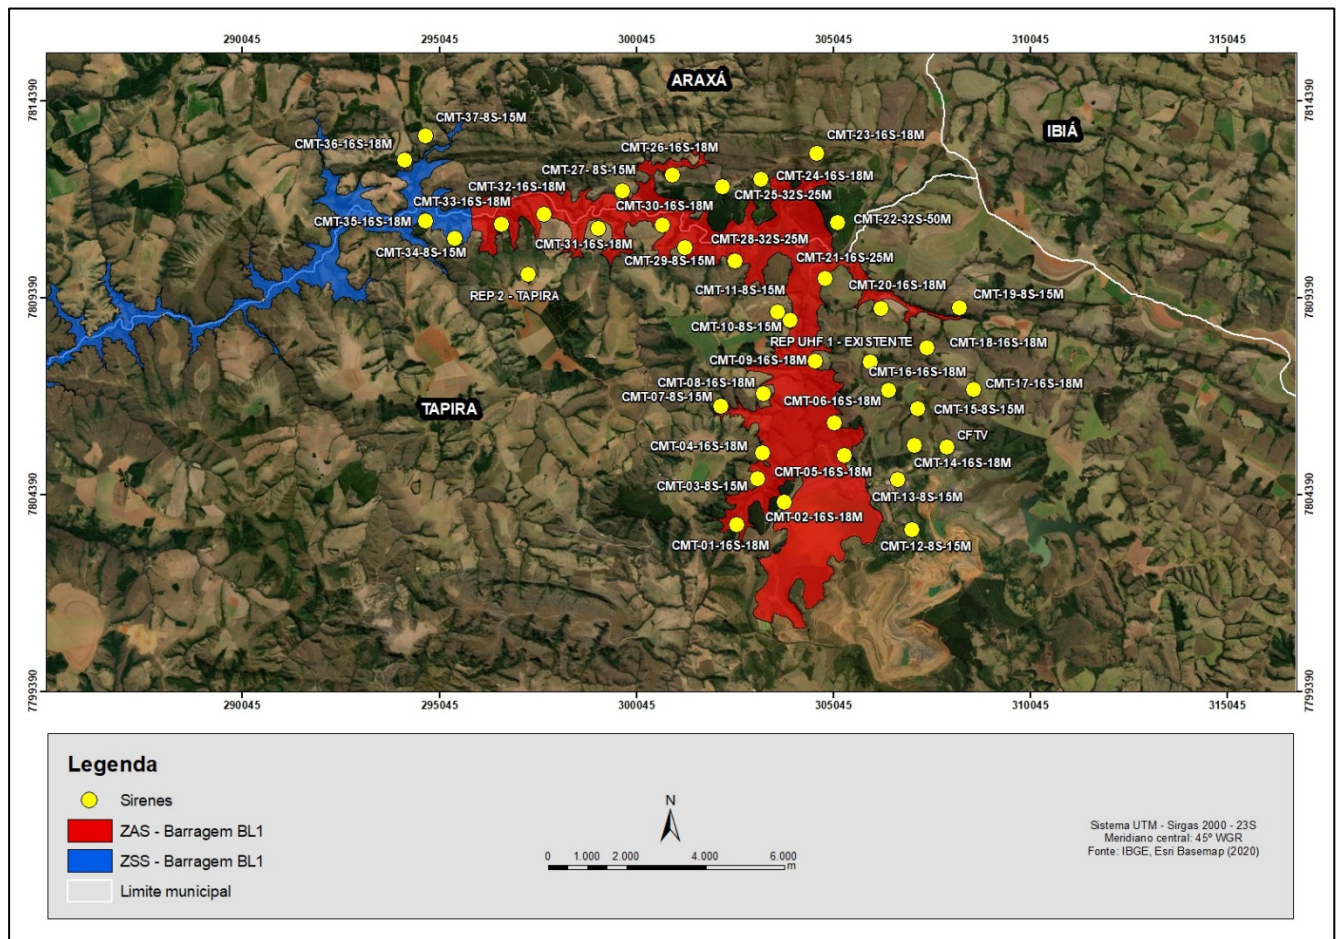 290045
295045
300045
305045
310045
315045
7814390
7814390
ARAXÁ
IBIÁ
CMT-37-8S-15M
CMT-36-16S-18M
CMT-23-16S-18M
CMT-26-16S-18M
CMT-27- 8S-15M
CMT-24-16S-18M
CMT-32-16S-18M
CMT-25-32S-25M
CMT-33-16S-18M
CMT-30-16S-18M
CMT-35-16S-18M
CMT-22-32S-50M
CMT-34-8S-15M
CMT-31-16S-18M
CMT-28-32S-25M
CMT-29-8S-15M
CMT-21-16S-25M
7809390
7809390
REP 2 - TAPIRA
CMT-11-8S-15M
CMT-20-16S-18M
CMT-19-8S-15M
CMT-10-8S-15M
REP UHF 1 - EXISTENTE
CMT-18-16S-18M
CMT-09-16S-18M
CMT-16-16S-18M
CMT-08-16S-18M
CMT-17-16S-18M
CMT-07-8S-15M
CMT-06-16S-18M
TAPIRA
CMT-15-8S-15M
CFTV
CMT-04-16S-18M
CMT-14-16S-18M
CMT-05-16S-18M
CMT-03-8S-15M
CMT-13-8S-15M
7804390
7804390
CMT-02-16S-18M
CMT-01-16S-18M
CMT-12-8S-15M
7799390
7799390
290045
295045
300045
305045
310045
315045
Legenda
Sirenes
ZAS - Barragem BL1
ZSS - Barragem BL1
Limite municipal
N
0 1.000 2.000 4.000 6.000
m
Sistema UTM - Sirgas 2000 - 23S
Meridiano central: 45º WGR
Fonte: IBGE, Esri Basemap (2020)